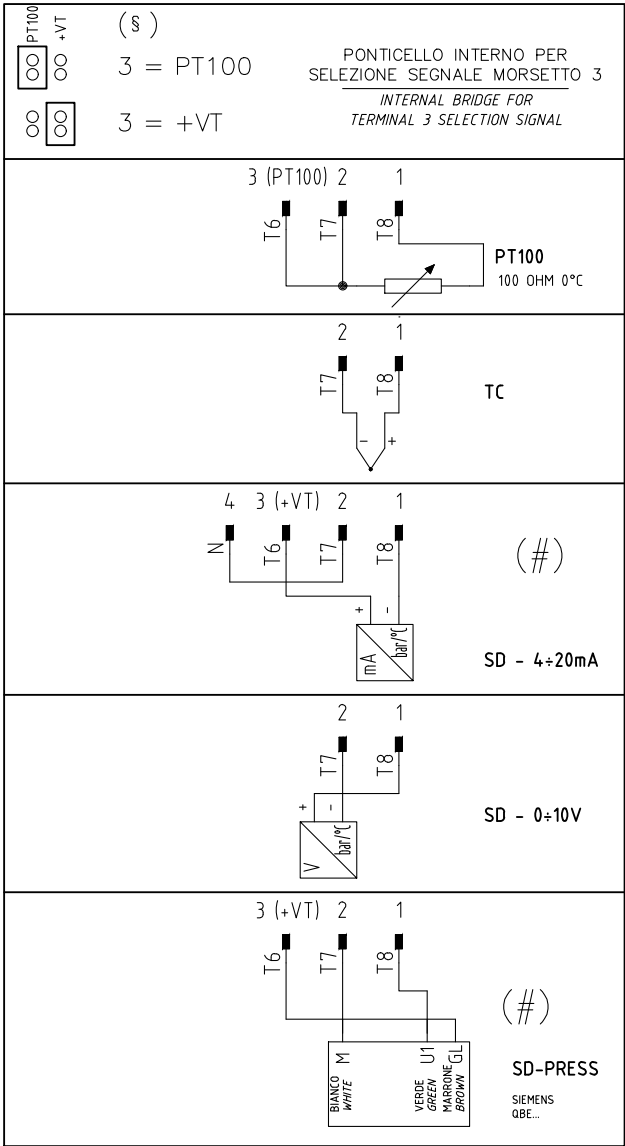 PT100
+VT
(§)
3 = PT100
3 = +VT
PONTICELLO INTERNO PER
SELEZIONE SEGNALE MORSETTO 3
INTERNAL BRIDGE FOR
TERMINAL 3 SELECTION SIGNAL
3 (PT100) 2 1
T6 T7 T8
PT100
100 OHM 0°C
2 1
T7 T8
TC
- +
4 3 (+VT) 2 1
N T6 T7 T8
(#)
+ -
mA bar/°C
SD - 4÷20mA
2 1
T7 T8
+ -
V bar/°C
SD - 0÷10V
3 (+VT) 2 1
T6 T7 T8
(#)
M U1 GL
BIANCO
WHITE
VERDE
GREEN
MARRONE
BROWN
SD-PRESS
SIEMENS
QBE...